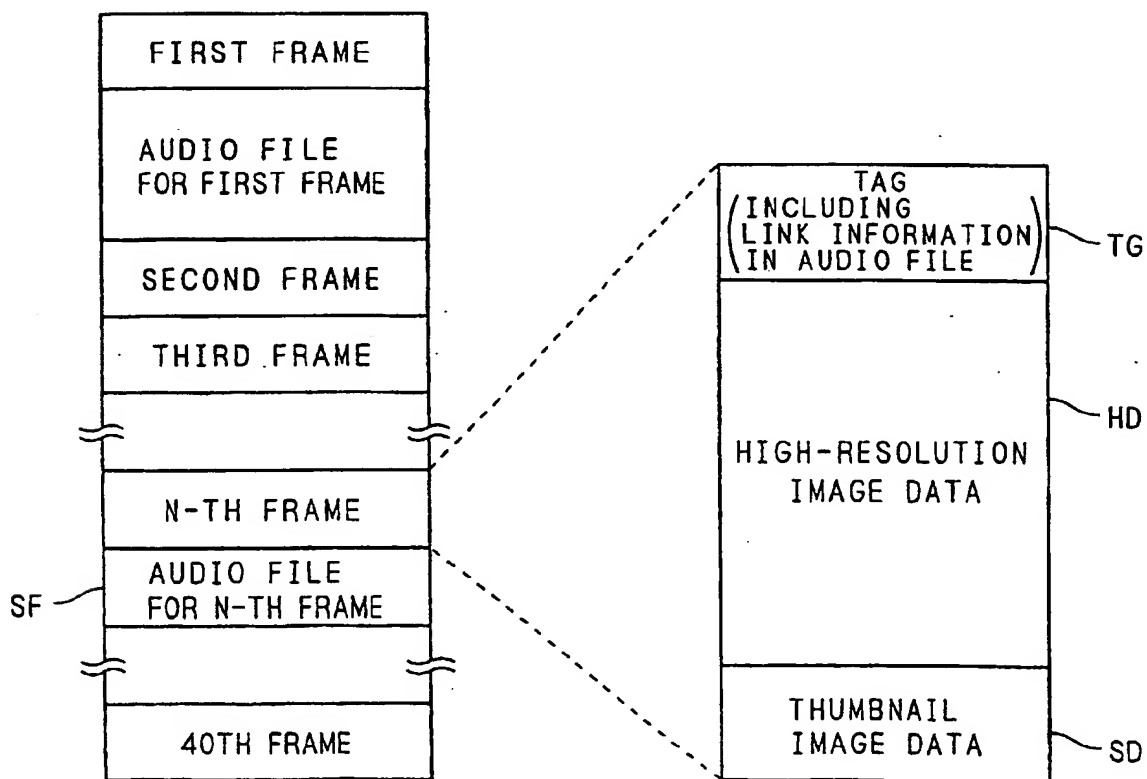 FIRST FRAME
AUDIO FILE
FOR FIRST FRAME
SECOND FRAME
THIRD FRAME
N-TH FRAME
AUDIO FILE
FOR N-TH FRAME
SF
40TH FRAME
TAG
(INCLUDING
LINK INFORMATION
IN AUDIO FILE)
TG
HIGH-RESOLUTION
IMAGE DATA
HD
THUMBNAIL
IMAGE DATA
SD